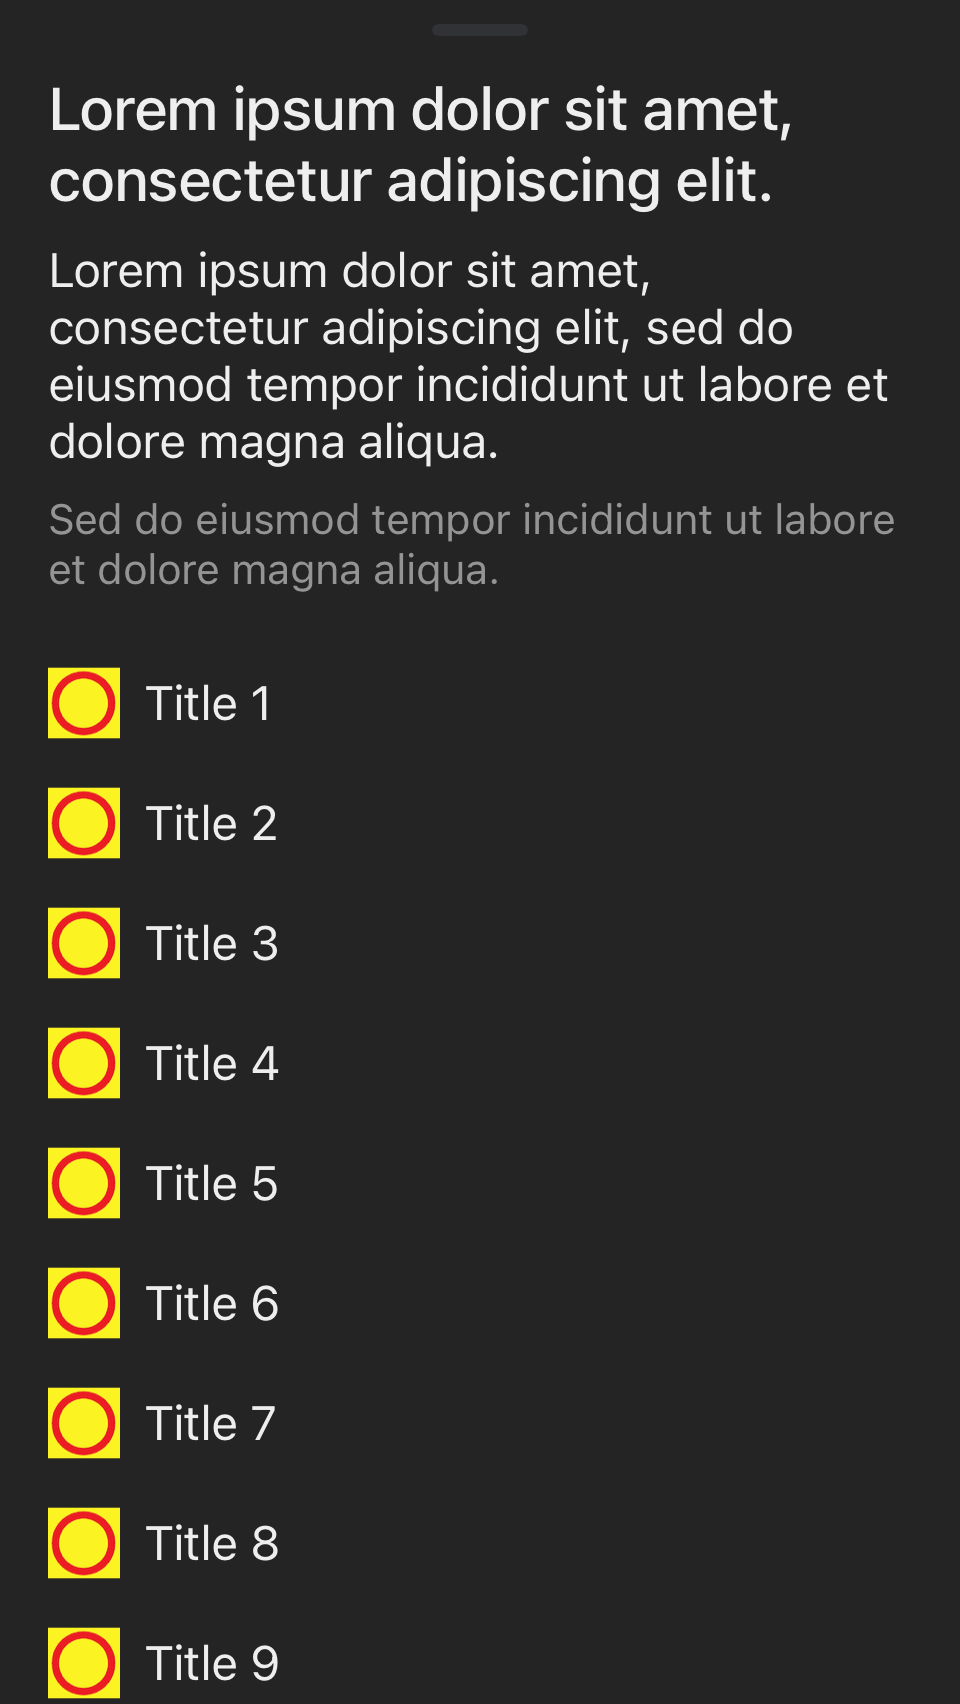 Lorem ipsum dolor sit amet,
consectetur adipiscing elit.
Lorem ipsum dolor sit amet,
consectetur adipiscing elit, sed do
eiusmod tempor incididunt ut labore et
dolore magna aliqua.
Sed do eiusmod tempor incididunt ut labore
et dolore magna aliqua.
Title 1
Title 2
Title 3
Title 4
Title 5
Title 6
Title 7
Title 8
Title 9